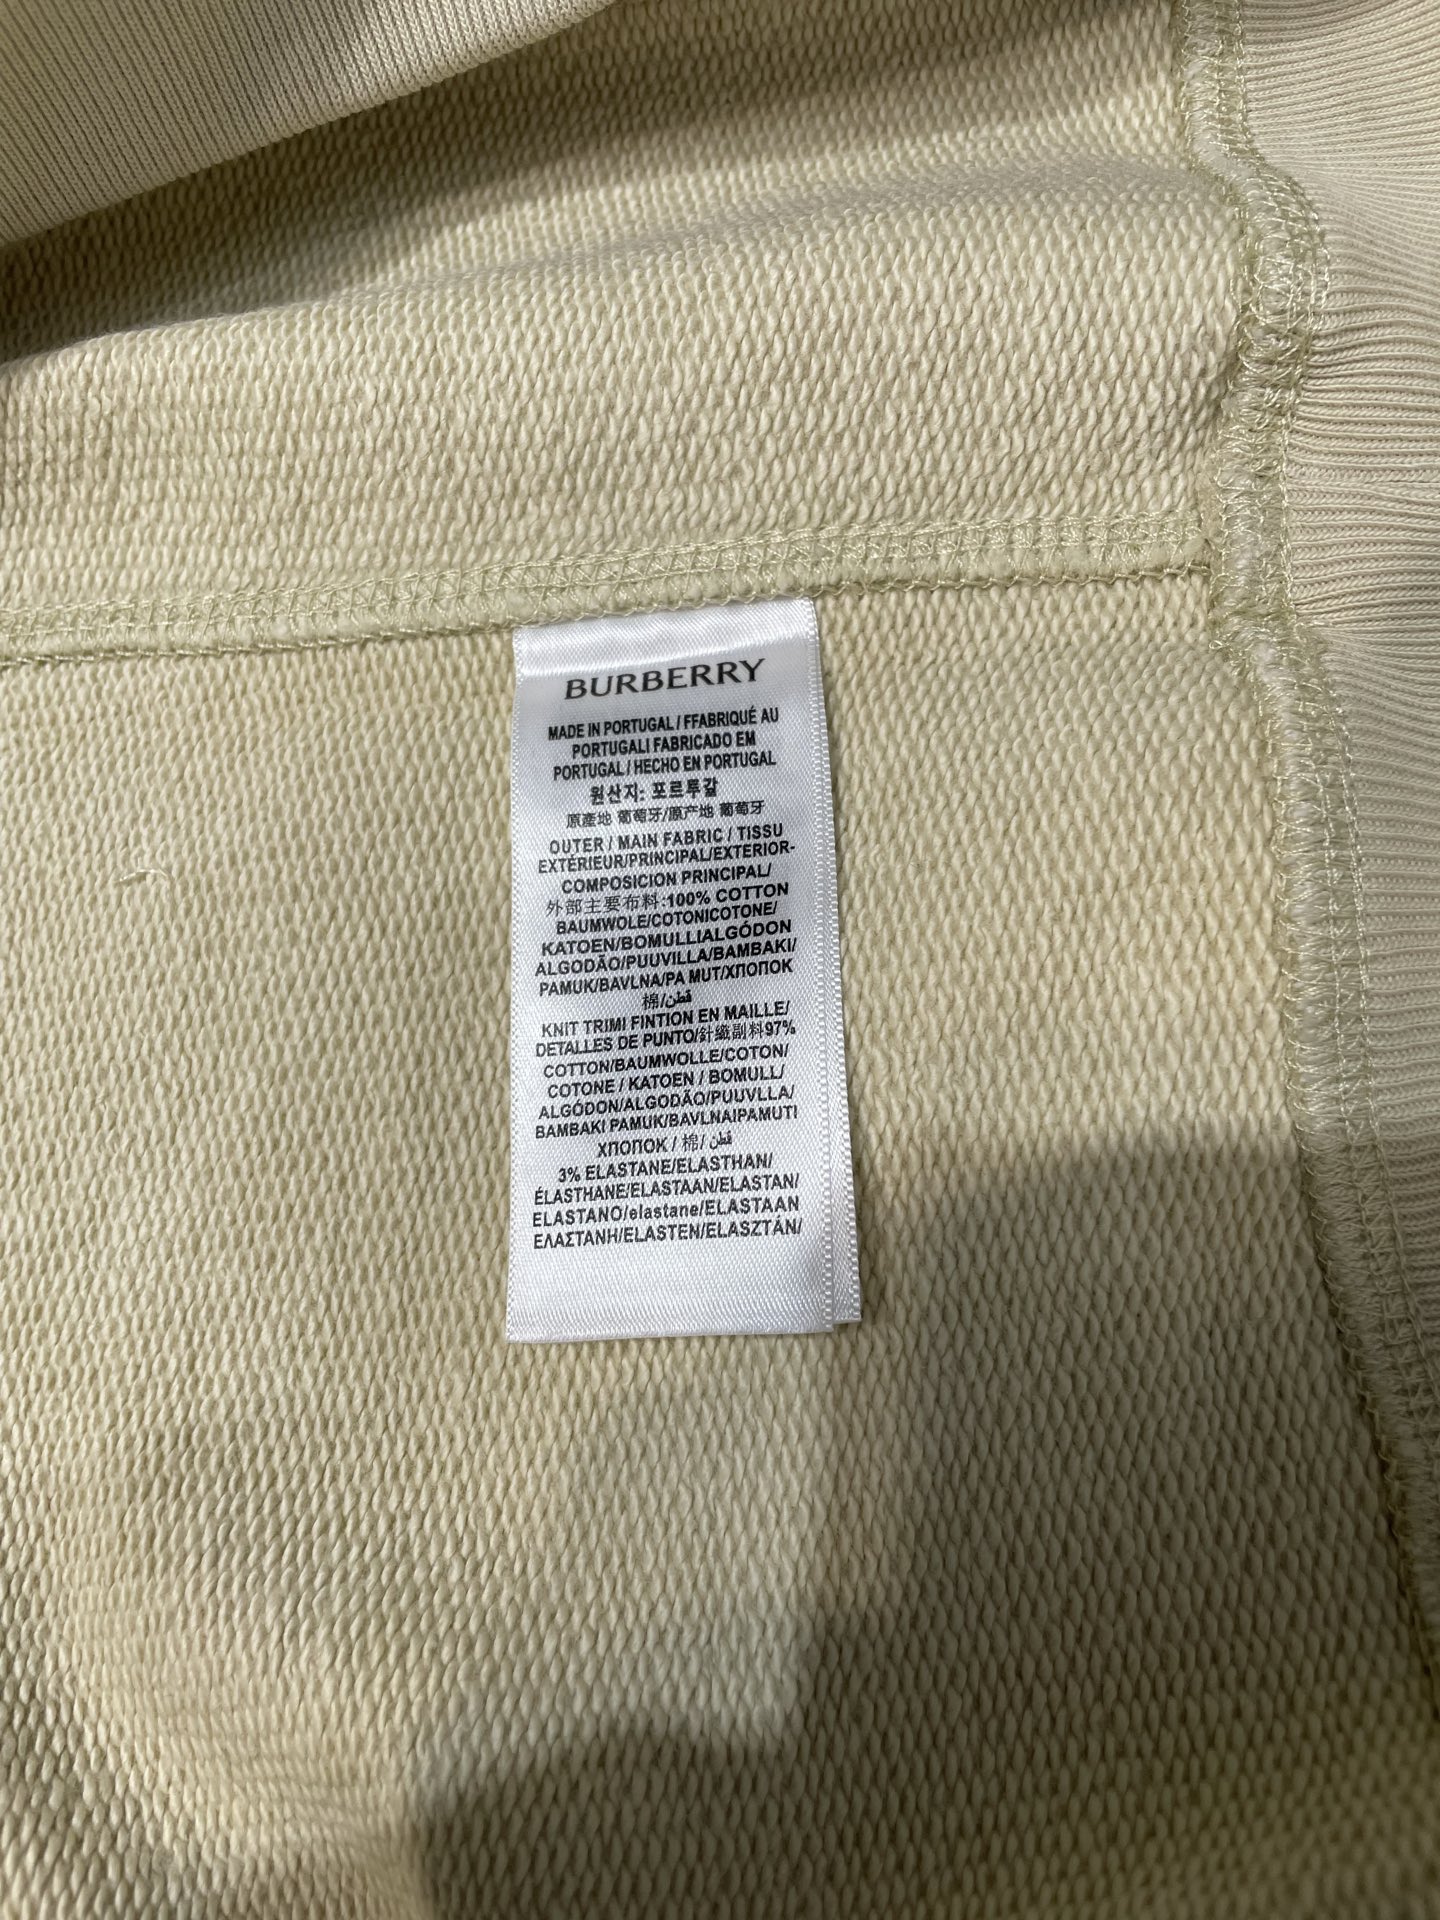 BURBERRY
MADE IN PORTUGAL / FFABRIQUÉ AU
PORTUGALI FABRICADO EM
PORTUGAL / HECHO EN PORTUGAL
원산지: 포르투갈
原產地 葡萄牙/原产地 葡萄牙
OUTER / MAIN FABRIC / TISSU
EXTÉRIEUR/PRINCIPAL/EXTERIOR-
COMPOSICION PRINCIPAL/
外部主要布料:100% COTTON
BAUMWOLE/COTONICOTONE/
KATOEN/BOMULLIALGÓDON
ALGODÃO/PUUVILLA/BAMBAKI/
PAMUK/BAVLNA/PA MUT/ХΠОΠОК
棉/قطن
KNIT TRIMI FINTION EN MAILLE/
DETALLES DE PUNTO/針織副料97%
COTTON/BAUMWOLLE/COTON/
COTONE / KATOEN / BOMULL/
ALGÓDON/ALGODÃO/PUUVLLA/
BAMBAKI PAMUK/BAVLNAIPAMUTI
ХΠОΠОК / 棉/ قطن
3% ELASTANE/ELASTHAN/
ÉLASTHANE/ELASTAAN/ELASTAN/
ELASTANO/elastane/ELASTAAN
ΕΛΑΣΤΑΝΗ/ELASTEN/ELASZTÁN/